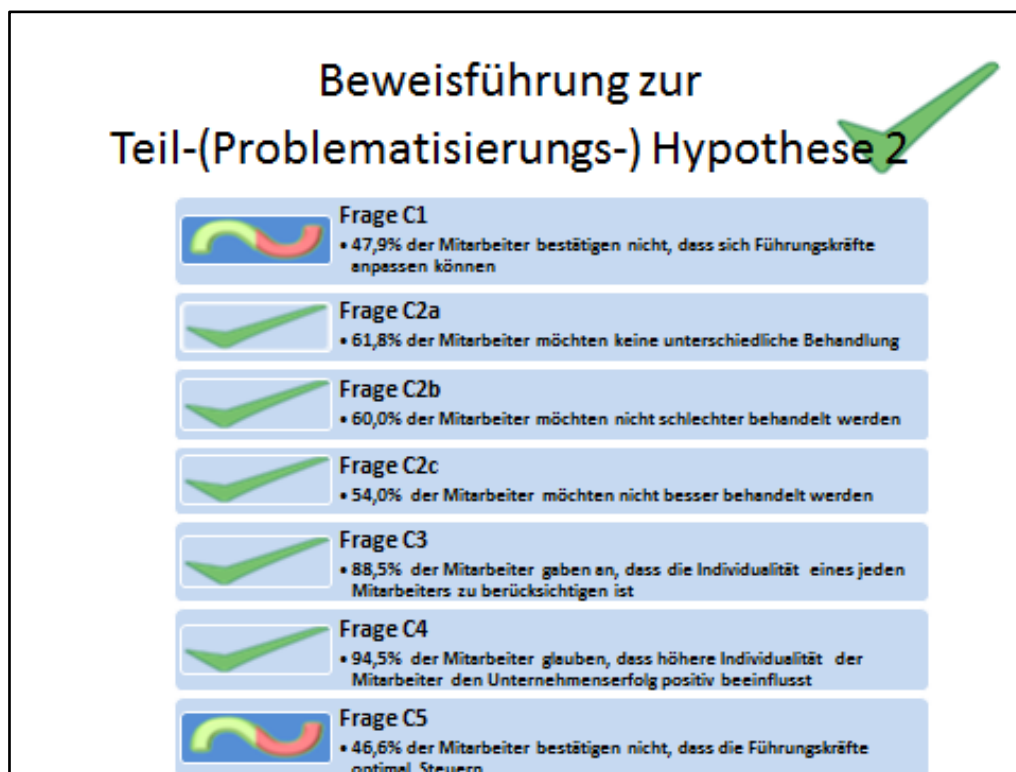 Beweisführung zur
Teil-(Problematisierungs-) Hypothese 2
Frage C1
• 47,9% der Mitarbeiter bestätigen nicht, dass sich Führungskräfte
anpassen können
Frage C2a
• 61,8% der Mitarbeiter möchten keine unterschiedliche Behandlung
Frage C2b
• 60,0% der Mitarbeiter möchten nicht schlechter behandelt werden
Frage C2c
• 54,0% der Mitarbeiter möchten nicht besser behandelt werden
Frage C3
• 88,5% der Mitarbeiter gaben an, dass die Individualität eines jeden
Mitarbeiters zu berücksichtigen ist
Frage C4
• 94,5% der Mitarbeiter glauben, dass höhere Individualität der
Mitarbeiter den Unternehmenserfolg positiv beeinflusst
Frage C5
• 46,6% der Mitarbeiter bestätigen nicht, dass die Führungskräfte
optimal Steuern